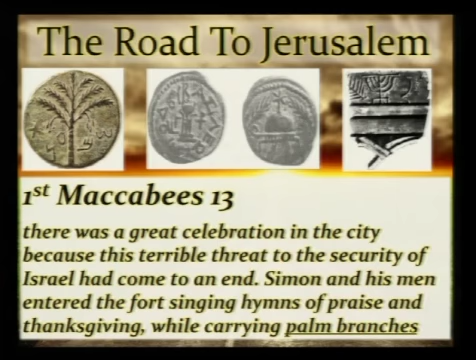 The Road To Jerusalem
1st Maccabees 13
there was a great celebration in the city
because this terrible threat to the security of
Israel had come to an end. Simon and his men
entered the fort singing hymns of praise and
thanksgiving, while carrying palm branches